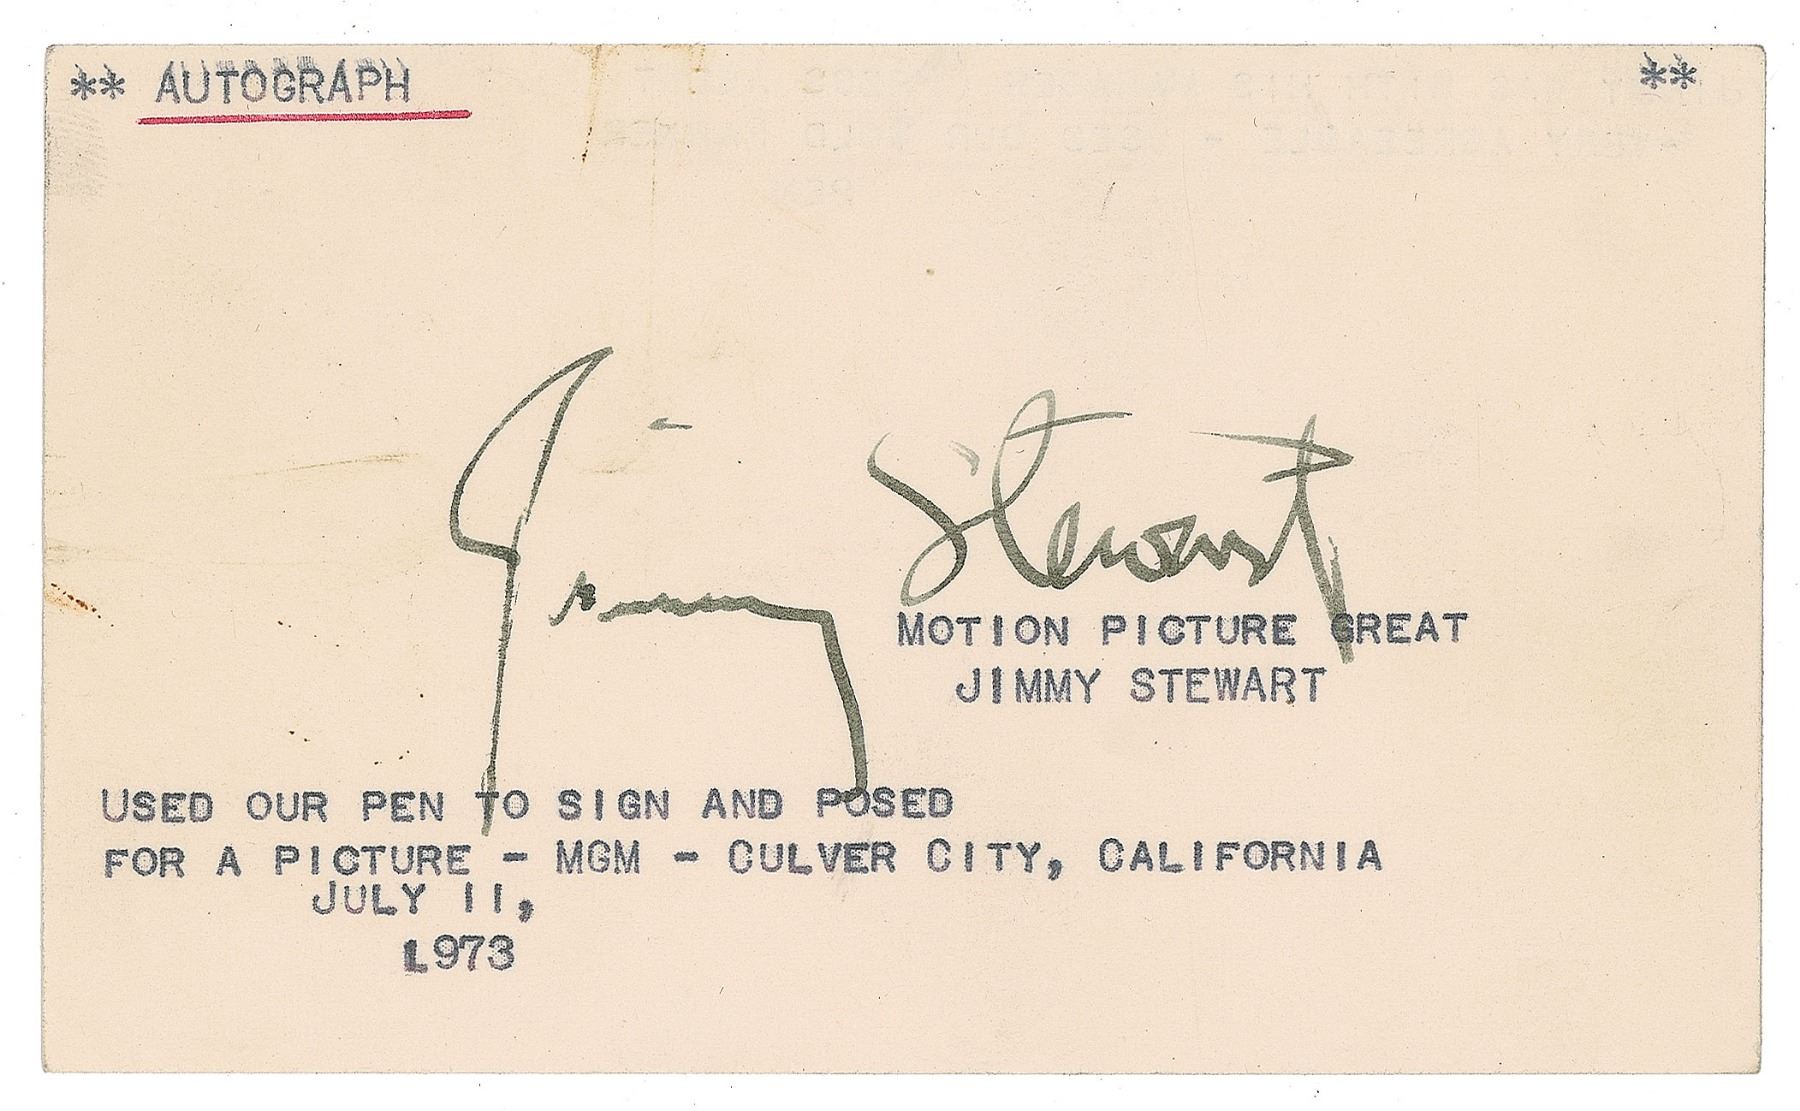 ** AUTOGRAPH **
Jimmy Stewart
MOTION PICTURE GREAT
JIMMY STEWART
USED OUR PEN TO SIGN AND POSED
FOR A PICTURE - MGM - CULVER CITY, CALIFORNIA
JULY 11,
1973